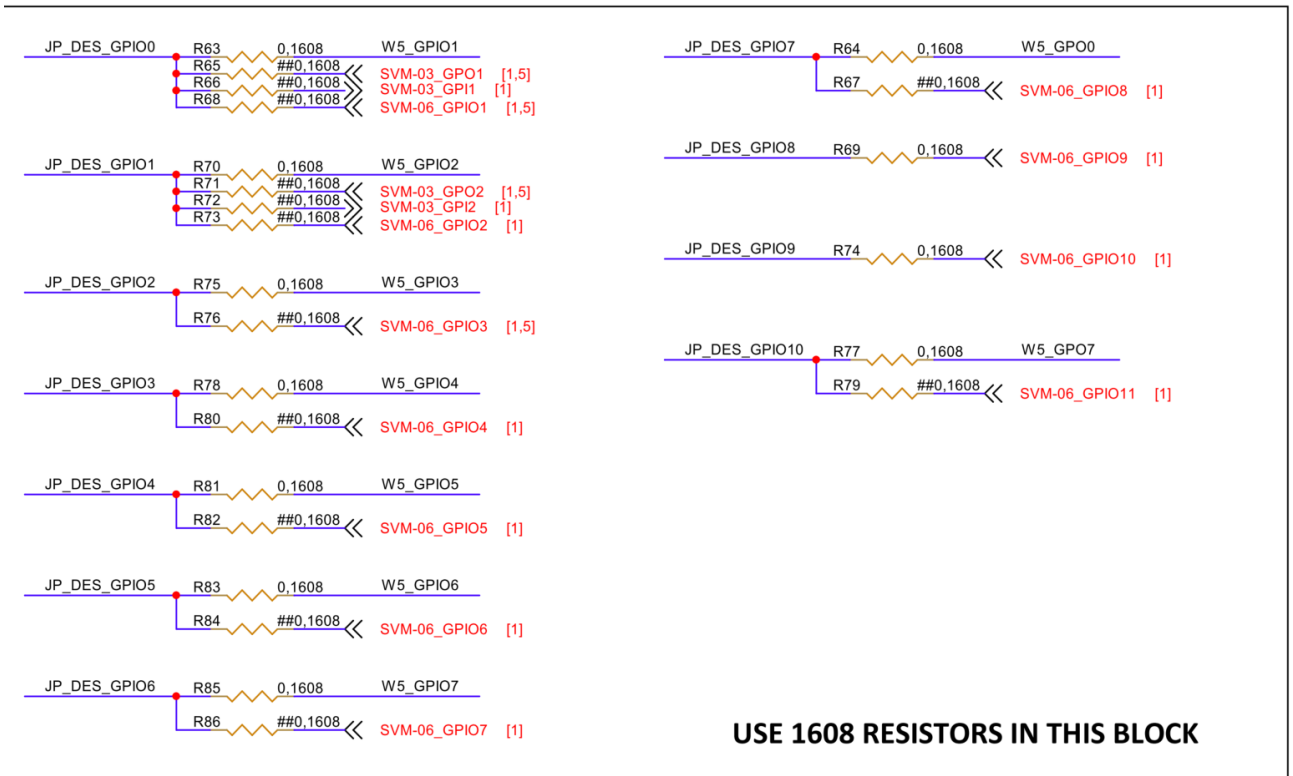 JP_DES_GPIO0 R63 0,1608 W5_GPIO1
R65 ##0,1608 SVM-03_GPO1 [1,5]
R66 ##0,1608 SVM-03_GPI1 [1]
R68 ##0,1608 SVM-06_GPIO1 [1,5]
JP_DES_GPIO1 R70 0,1608 W5_GPIO2
R71 ##0,1608 SVM-03_GPO2 [1,5]
R72 ##0,1608 SVM-03_GPI2 [1]
R73 ##0,1608 SVM-06_GPIO2 [1]
JP_DES_GPIO2 R75 0,1608 W5_GPIO3
R76 ##0,1608 SVM-06_GPIO3 [1,5]
JP_DES_GPIO3 R78 0,1608 W5_GPIO4
R80 ##0,1608 SVM-06_GPIO4 [1]
JP_DES_GPIO4 R81 0,1608 W5_GPIO5
R82 ##0,1608 SVM-06_GPIO5 [1]
JP_DES_GPIO5 R83 0,1608 W5_GPIO6
R84 ##0,1608 SVM-06_GPIO6 [1]
JP_DES_GPIO6 R85 0,1608 W5_GPIO7
R86 ##0,1608 SVM-06_GPIO7 [1]
JP_DES_GPIO7 R64 0,1608 W5_GPO0
R67 ##0,1608 SVM-06_GPIO8 [1]
JP_DES_GPIO8 R69 0,1608 SVM-06_GPIO9 [1]
JP_DES_GPIO9 R74 0,1608 SVM-06_GPIO10 [1]
JP_DES_GPIO10 R77 0,1608 W5_GPO7
R79 ##0,1608 SVM-06_GPIO11 [1]
USE 1608 RESISTORS IN THIS BLOCK